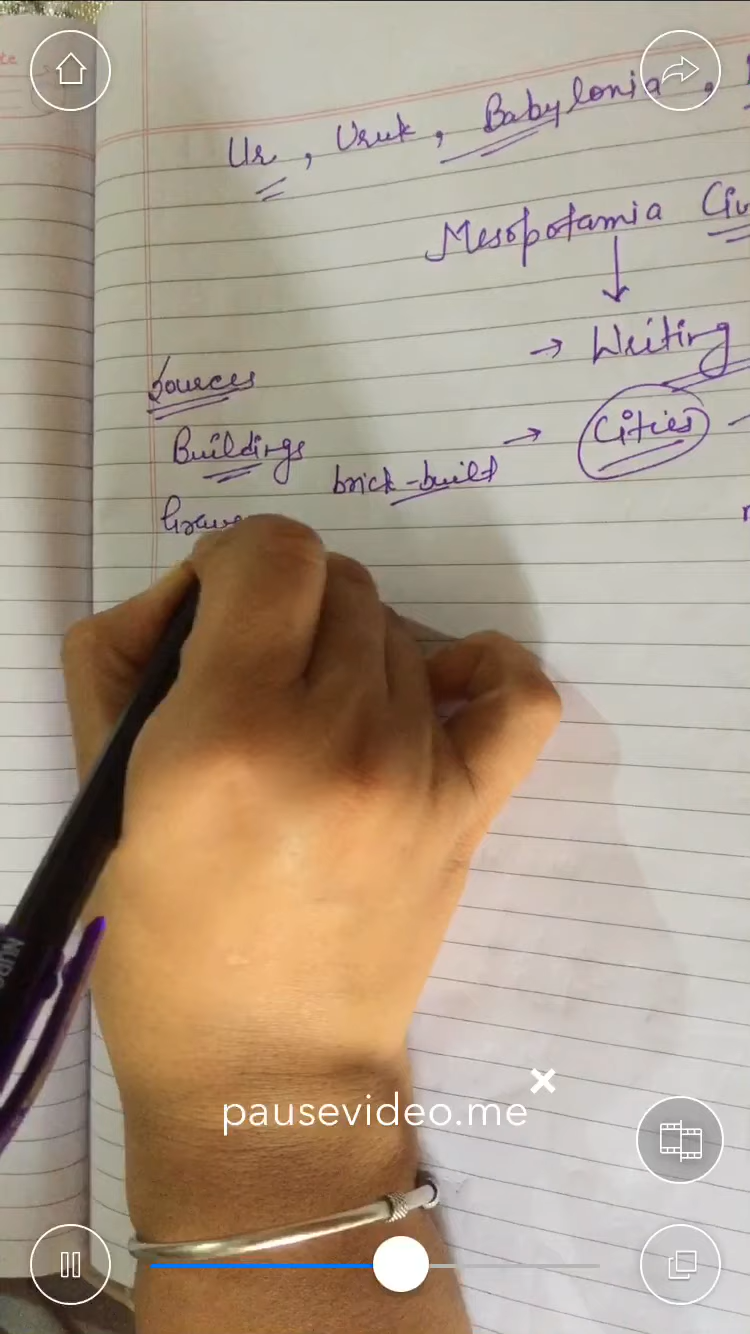 Ur, Uruk, Babylonia,
Mesopotamia
→ Writing
Sources
→ Cities
Buildings
brick-built
pausevideo.me